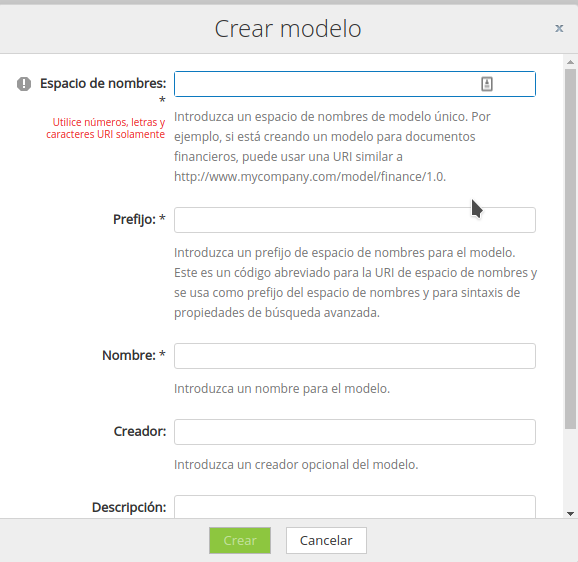 Crear modelo
x
Espacio de nombres:
*
Utilice números, letras y
caracteres URI solamente
Introduzca un espacio de nombres de modelo único. Por
ejemplo, si está creando un modelo para documentos
financieros, puede usar una URI similar a
http://www.mycompany.com/model/finance/1.0.
Prefijo: *
Introduzca un prefijo de espacio de nombres para el modelo.
Este es un código abreviado para la URI de espacio de nombres y
se usa como prefijo del espacio de nombres y para sintaxis de
propiedades de búsqueda avanzada.
Nombre: *
Introduzca un nombre para el modelo.
Creador:
Introduzca un creador opcional del modelo.
Descripción:
Crear Cancelar